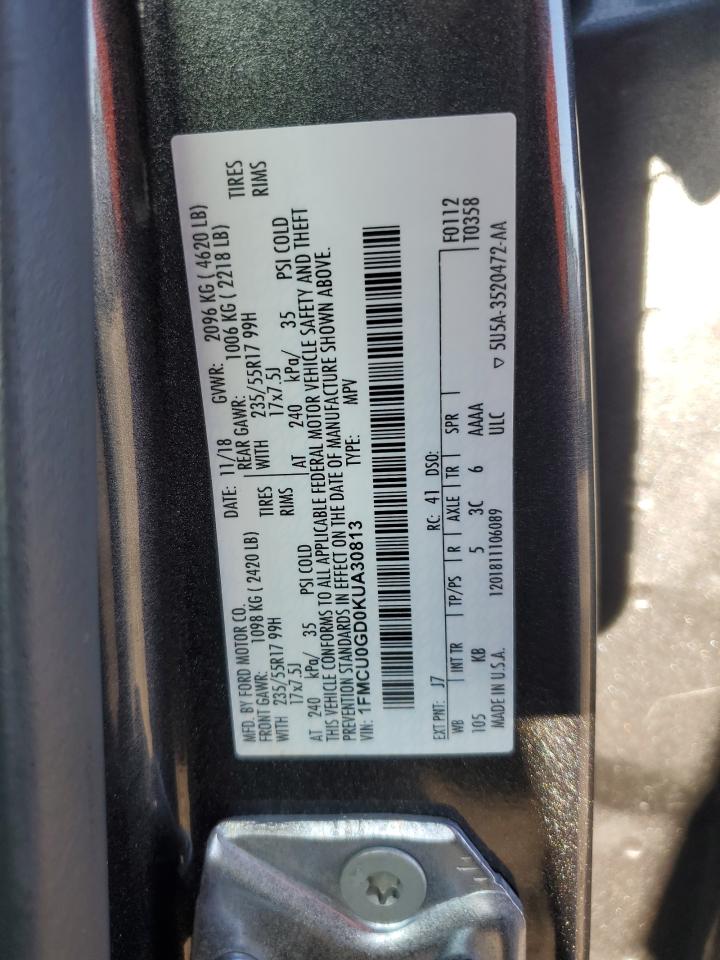 MFD. BY FORD MOTOR CO. DATE: 11/18 GVWR: 2096 KG ( 4620 LB)
FRONT GAWR: 1098 KG ( 2420 LB) REAR GAWR: 1006 KG ( 2218 LB)
WITH 235/55R17 99H TIRES WITH 235/55R17 99H TIRES
17x7.5J RIMS 17x7.5J RIMS
AT 240 kPa/ 35 PSI COLD AT 240 kPa/ 35 PSI COLD
THIS VEHICLE CONFORMS TO ALL APPLICABLE FEDERAL MOTOR VEHICLE SAFETY AND THEFT
PREVENTION STANDARDS IN EFFECT ON THE DATE OF MANUFACTURE SHOWN ABOVE.
VIN: 1FMCU0GD0KUA30813 TYPE: MPV
EXT PNT: J7 RC: 41 DSO: F0112
WB INT TR TP/PS R AXLE TR SPR T0358
105 KB 5 3C 6 AAAA
MADE IN U.S.A. 1201811106089 ULC ▽ 5U5A-3520472-AA